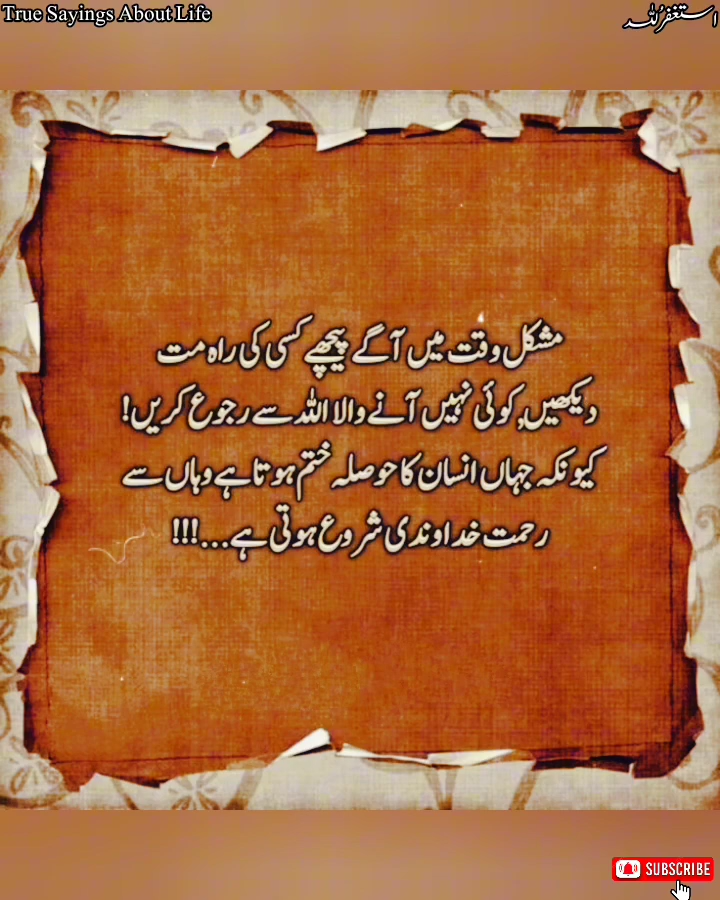 True Sayings About Life
استغفرُللّٰه
مشکل وقت میں آگے پیچھے کسی کی راہ مت
دیکھیں, کوئی نہیں آنے والا اللہ سے رجوع کریں!
کیونکہ جہاں انسان کا حوصلہ ختم ہوتا ہے وہاں سے
رحمت خداوندی شروع ہوتی ہے...!!!
SUBSCRIBE